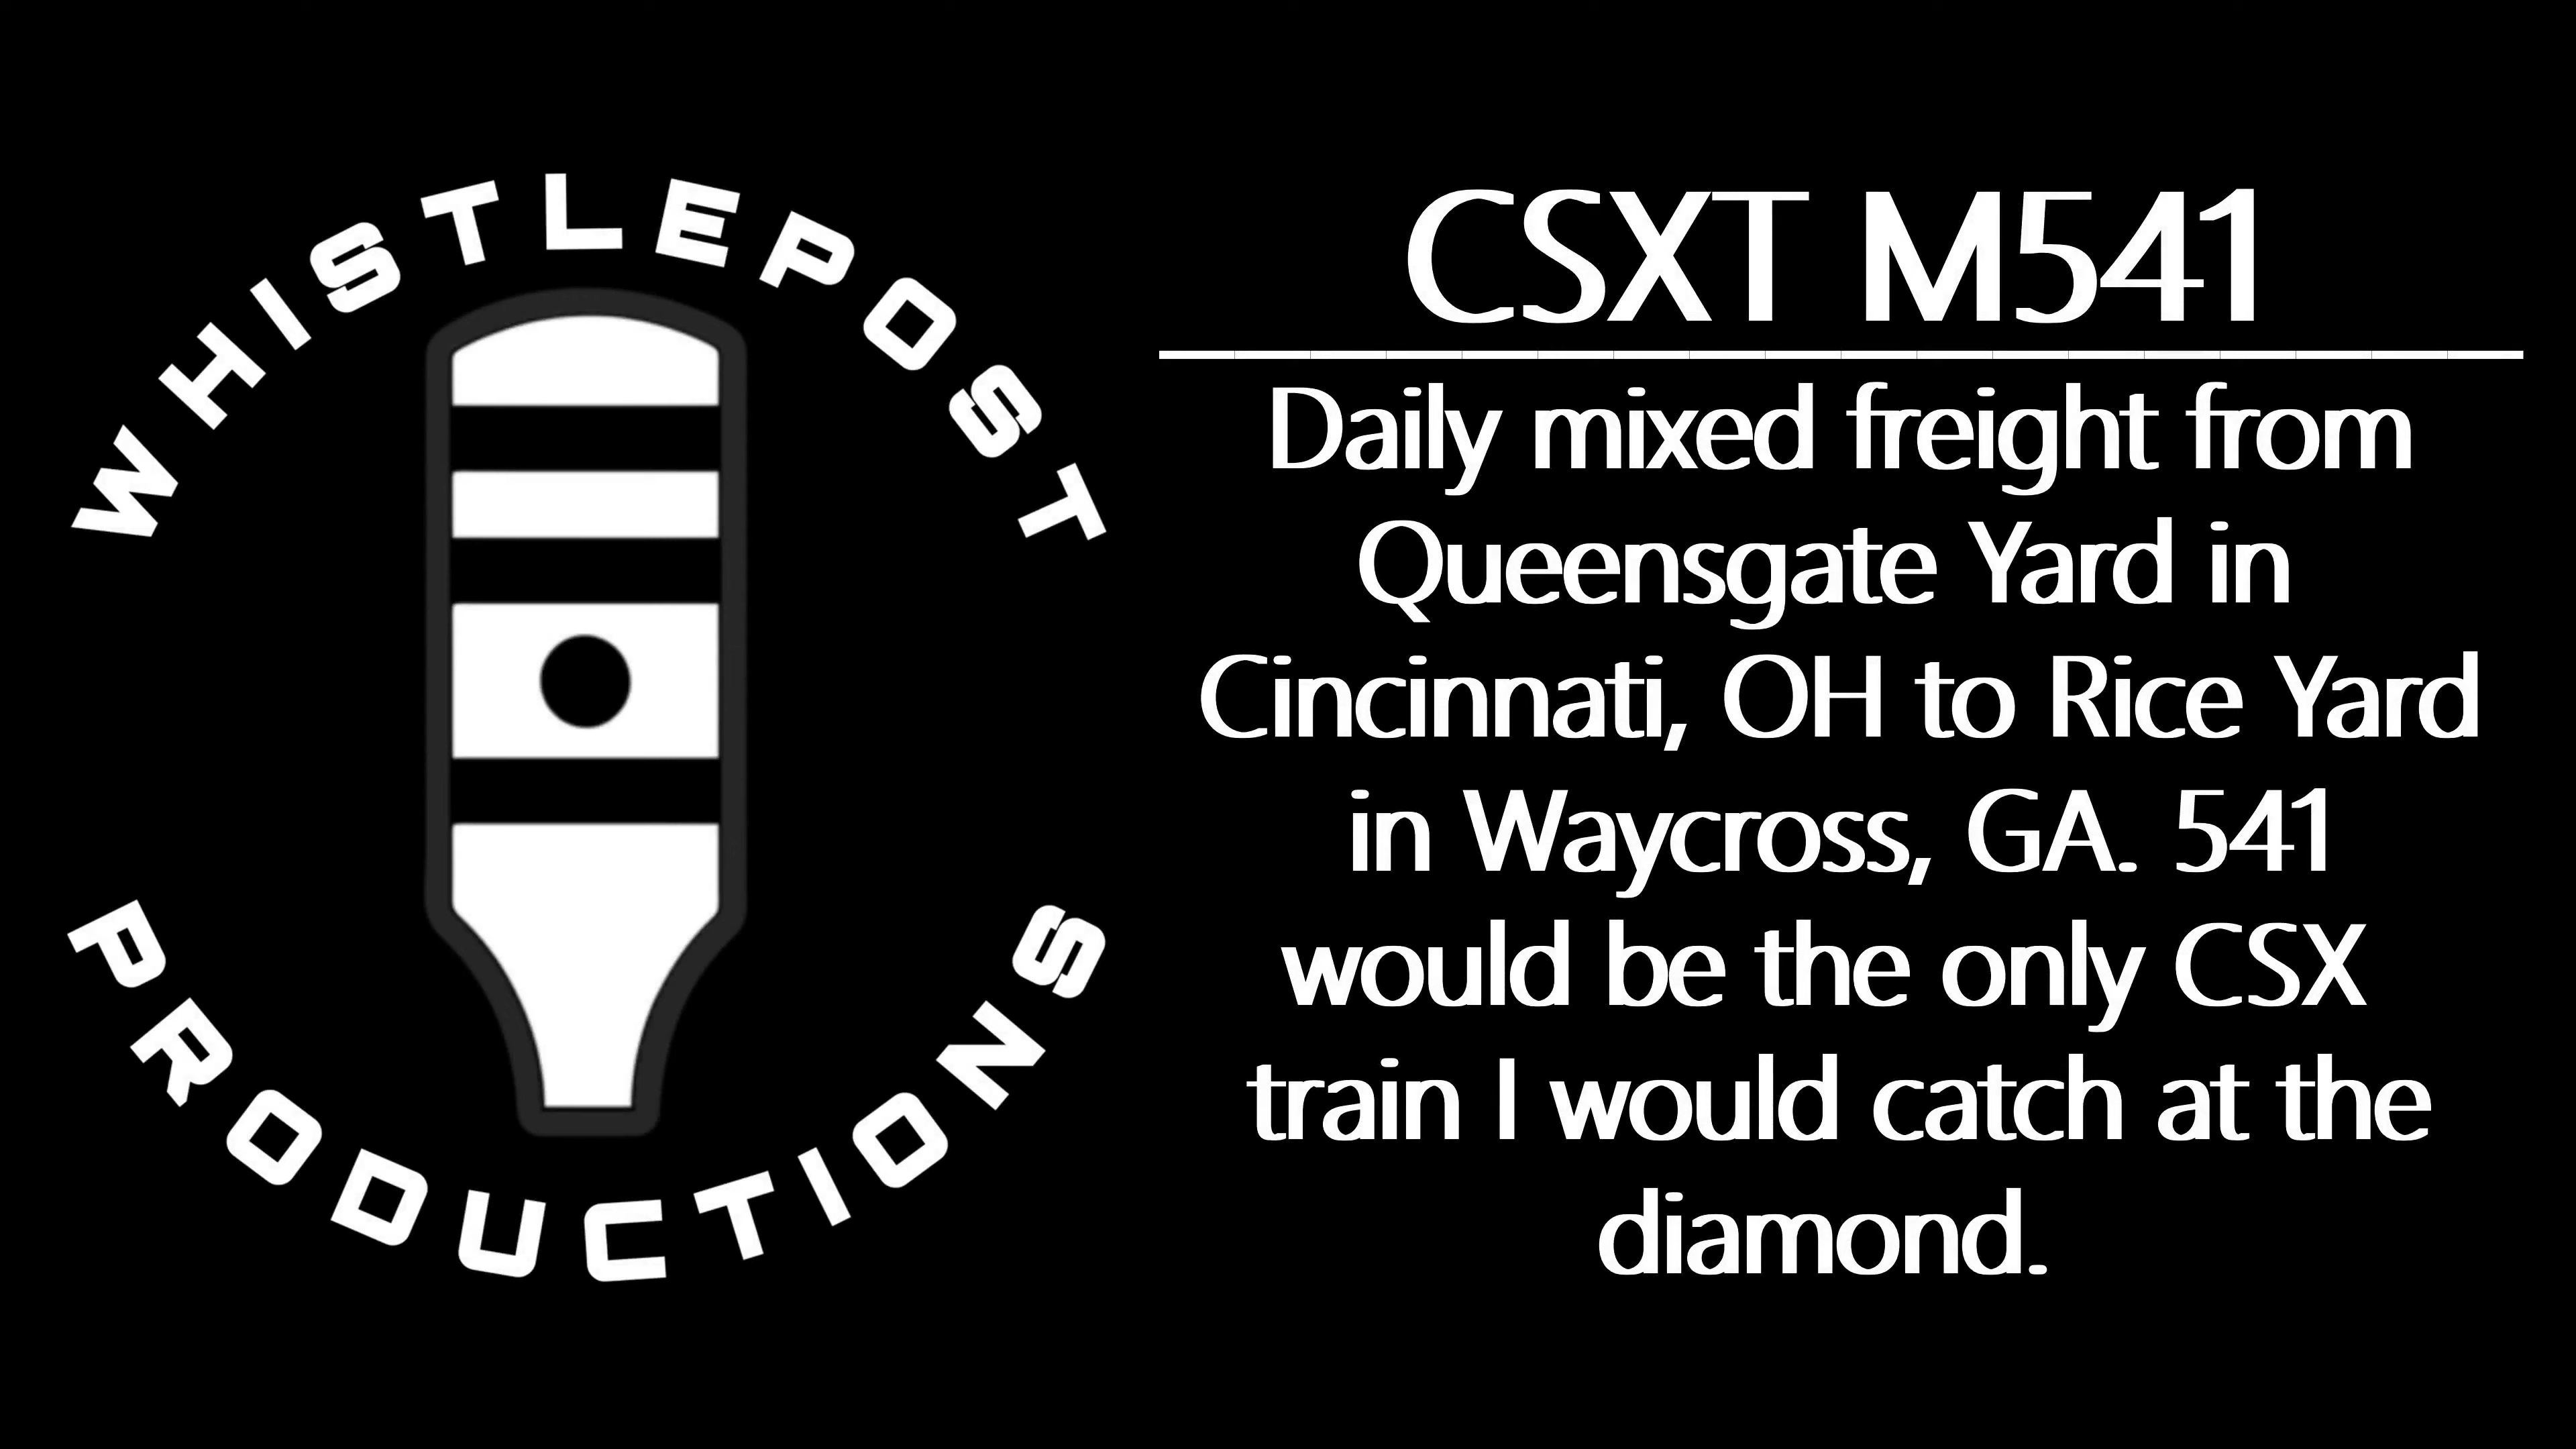 WHISTLEPOST
PRODUCTIONS
CSXT M541
Daily mixed freight from
Queensgate Yard in
Cincinnati, OH to Rice Yard
in Waycross, GA. 541
would be the only CSX
train I would catch at the
diamond.